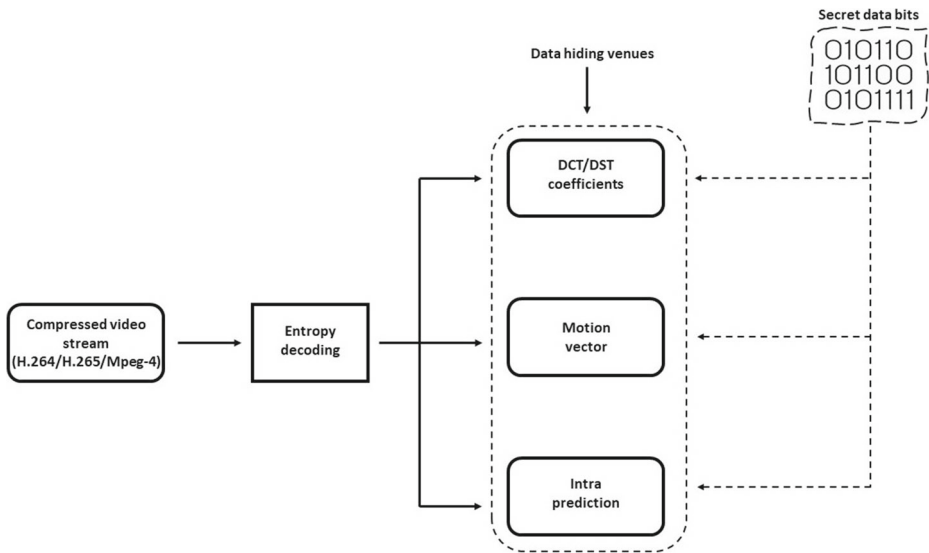 Secret data bits
010110
101100
0101111
Data hiding venues
DCT/DST
coefficients
Compressed video
stream
(H.264/H.265/Mpeg-4)
Entropy
decoding
Motion
vector
Intra
prediction